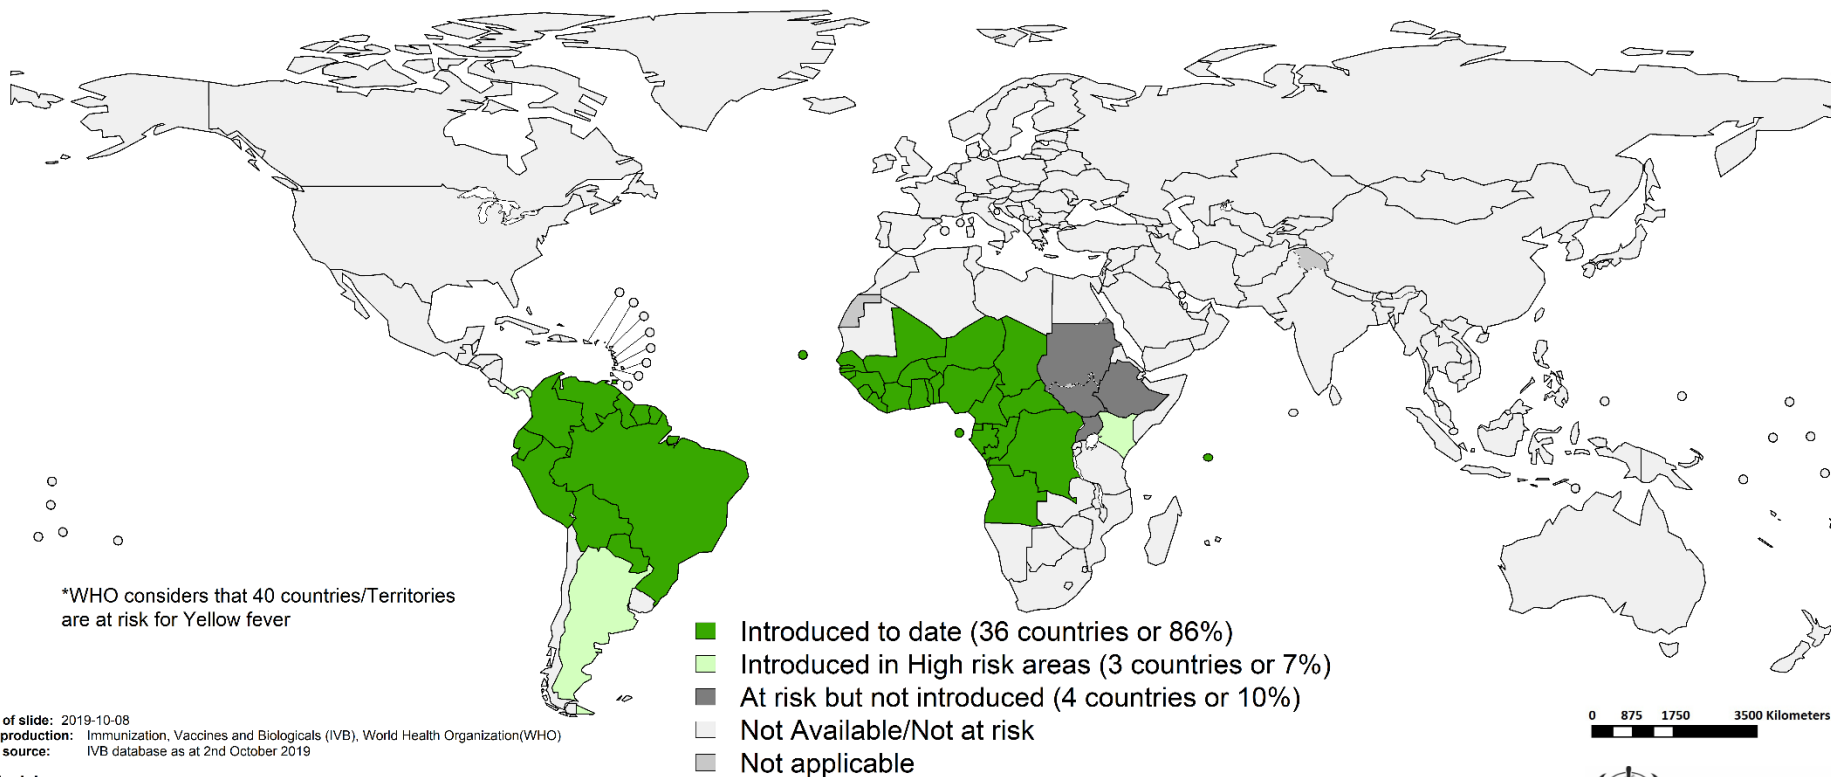 *WHO considers that 40 countries/Territories
are at risk for Yellow fever
Introduced to date (36 countries or 86%)
Introduced in High risk areas (3 countries or 7%)
At risk but not introduced (4 countries or 10%)
Not Available/Not at risk
Not applicable
of slide: 2019-10-08
production: Immunization, Vaccines and Biologicals (IVB), World Health Organization(WHO)
source: IVB database as at 2nd October 2019
0 875 1750 3500 Kilometers